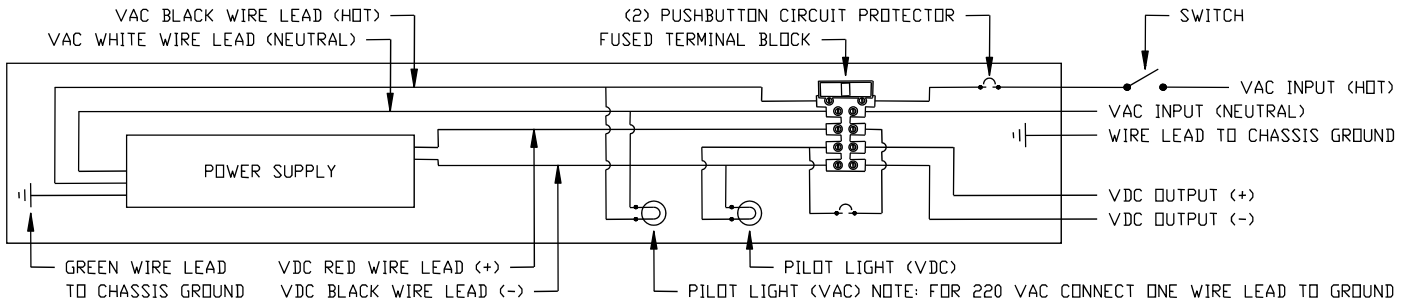 VAC BLACK WIRE LEAD (HOT)
(2) PUSHBUTTON CIRCUIT PROTECTOR
SWITCH
VAC WHITE WIRE LEAD (NEUTRAL)
FUSED TERMINAL BLOCK
VAC INPUT (HOT)
VAC INPUT (NEUTRAL)
WIRE LEAD TO CHASSIS GROUND
POWER SUPPLY
VDC OUTPUT (+)
VDC OUTPUT (-)
GREEN WIRE LEAD
TO CHASSIS GROUND
VDC RED WIRE LEAD (+)
VDC BLACK WIRE LEAD (-)
PILOT LIGHT (VDC)
PILOT LIGHT (VAC) NOTE: FOR 220 VAC CONNECT ONE WIRE LEAD TO GROUND